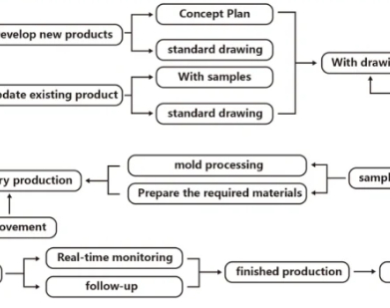 evelop new products
Concept Plan
standard drawing
With samples
pdate existing product
standard drawing
With drawi
mold processing
Prepare the required materials
ry production
sampl
ovement
Real-time monitoring
follow-up
finished production